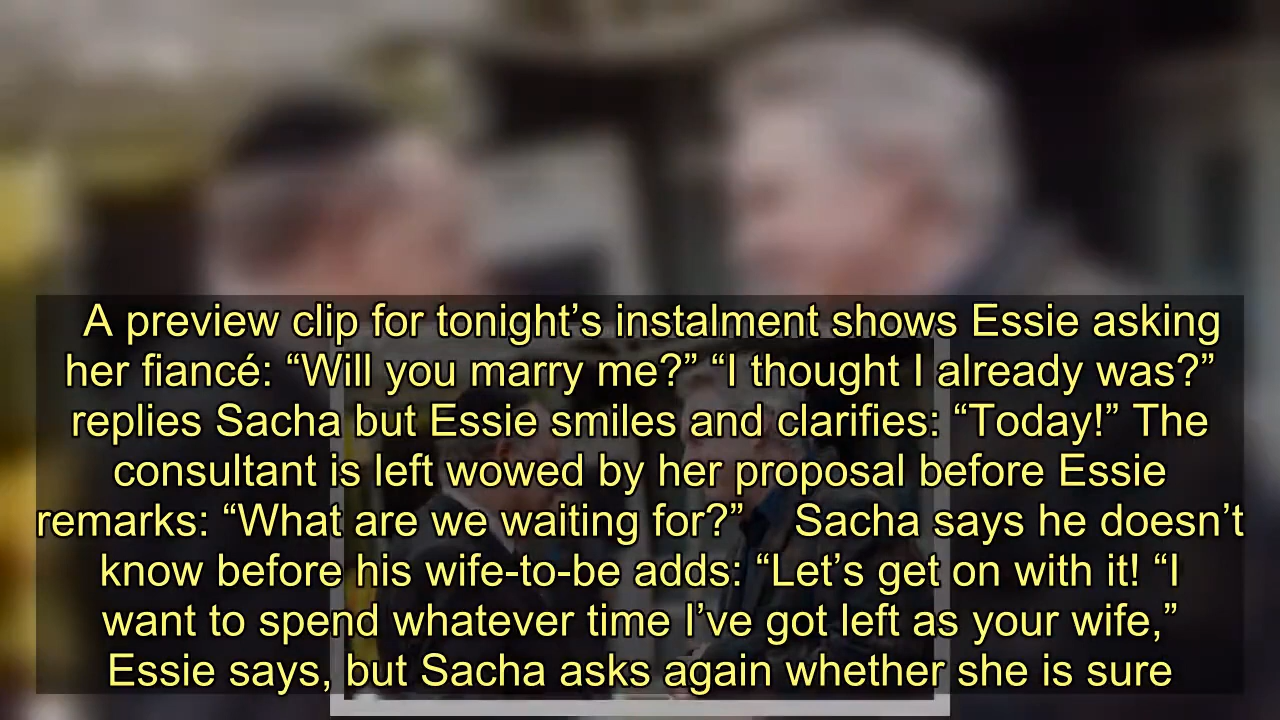 A preview clip for tonight’s instalment shows Essie asking
her fiancé: “Will you marry me?” “I thought I already was?”
replies Sacha but Essie smiles and clarifies: “Today!” The
consultant is left wowed by her proposal before Essie
remarks: “What are we waiting for?” Sacha says he doesn’t
know before his wife-to-be adds: “Let’s get on with it! “I
want to spend whatever time I’ve got left as your wife,”
Essie says, but Sacha asks again whether she is sure